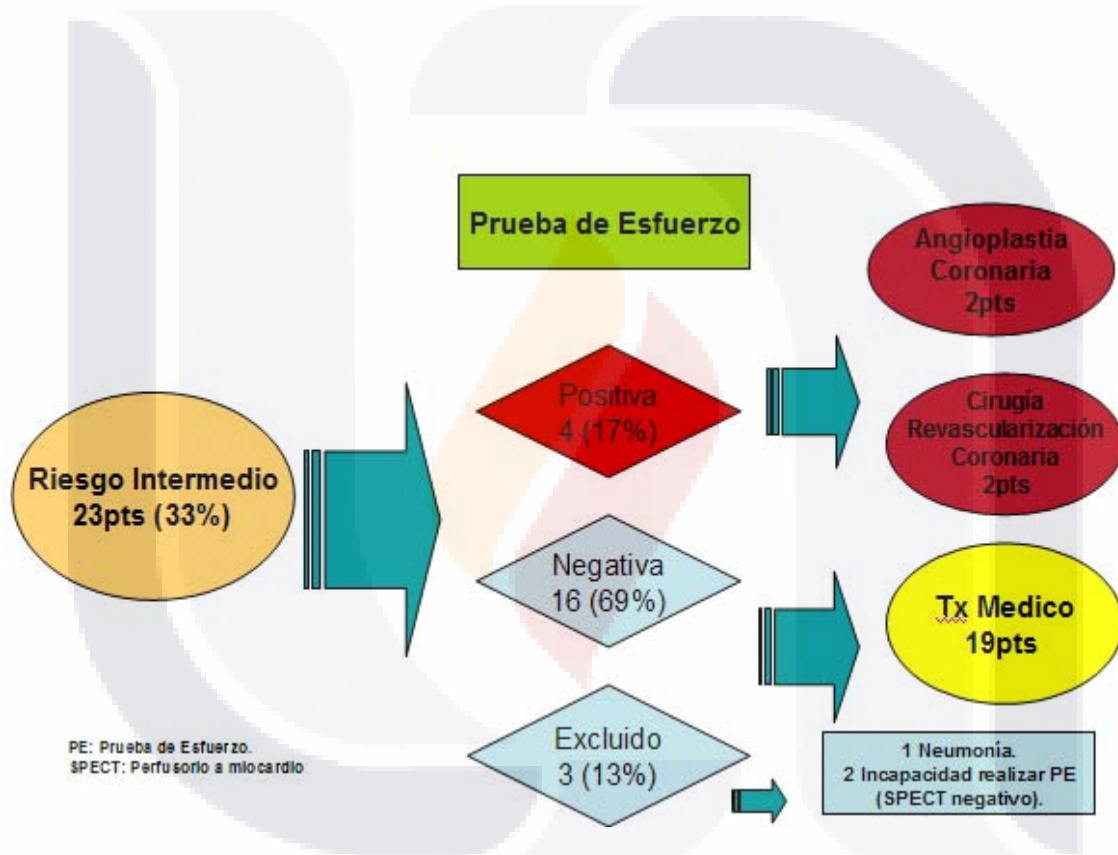 Prueba de Esfuerzo
Riesgo Intermedio
23pts (33%)
Positiva
4 (17%)
Negativa
16 (69%)
Excluido
3 (13%)
Angioplastia
Coronaria
2pts
Cirugía
Revascularización
Coronaria
2pts
Tx Medico
19pts
1 Neumonía.
2 Incapacidad realizar PE
(SPECT negativo).
PE: Prueba de Esfuerzo.
SPECT: Perfusorio a miocardio